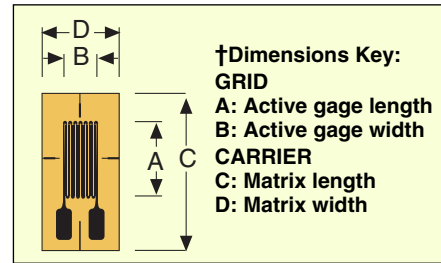 D
B
A
C
†Dimensions Key:
GRID
A: Active gage length
B: Active gage width
CARRIER
C: Matrix length
D: Matrix width